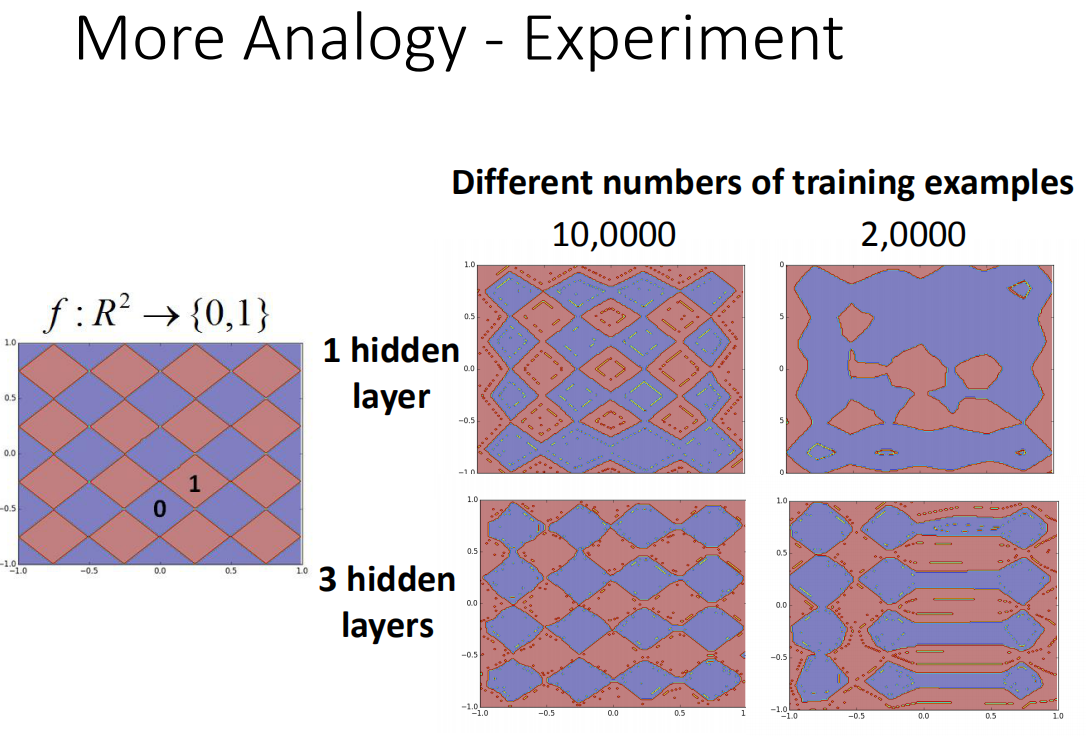 More Analogy - Experiment
Different numbers of training examples
10,0000 2,0000
f : R² → {0,1}
1 hidden
layer
3 hidden
layers
1.0
0.5
0.0
−0.5
−1.0
−1.0 −0.5 0.0 0.5 1.0
1
0
1.0
0.5
0.0
−0.5
−1.0
0
5
0
5
0
1.0
0.5
0.0
−0.5
−1.0
−1.0 −0.5 0.0 0.5 1
1.0
0.5
0.0
−0.5
−1.0
−1.0 −0.5 0.0 0.5 1.0